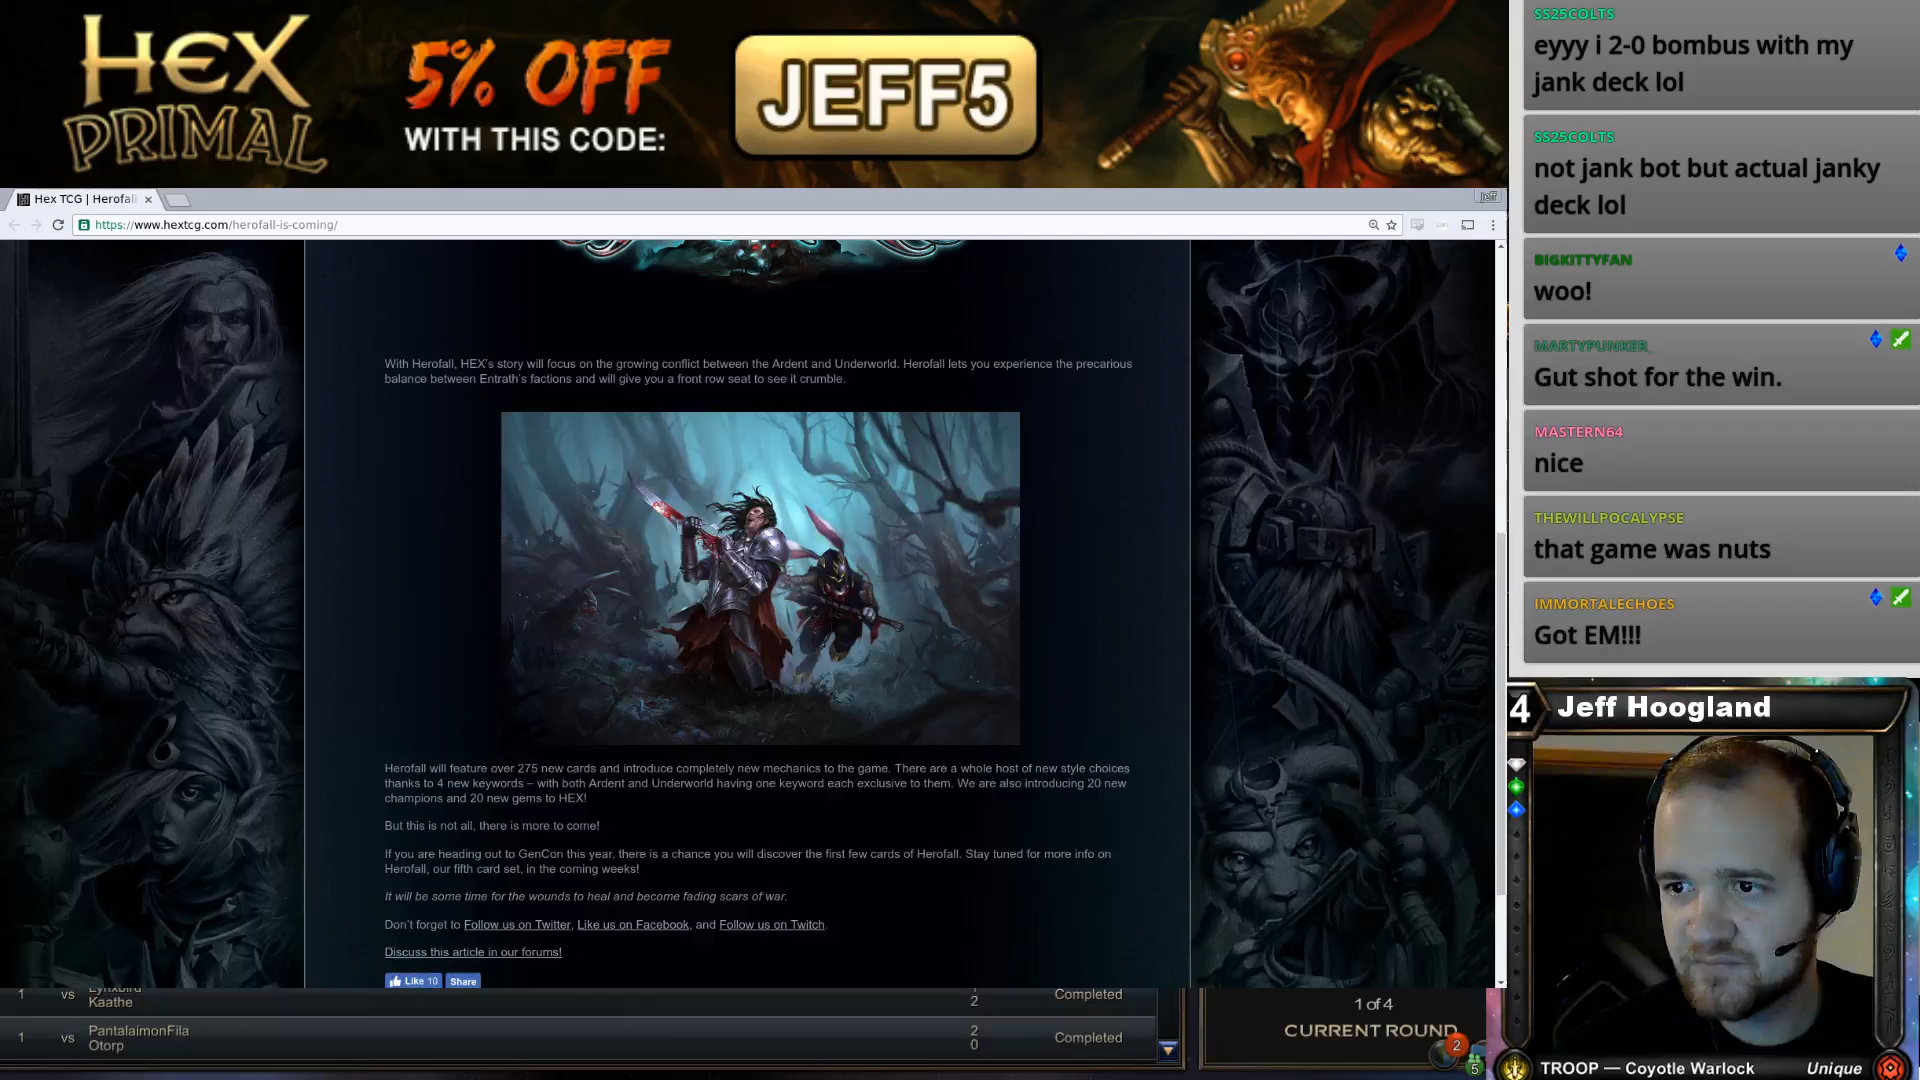 HEX
PRIMAL
5% OFF
WITH THIS CODE:
JEFF5
Hex TCG | Herofall
Jeff
https://www.hextcg.com/herofall-is-coming/
With Herofall, HEX's story will focus on the growing conflict between the Ardent and Underworld. Herofall lets you experience the precarious
balance between Entrath's factions and will give you a front row seat to see it crumble.
Herofall will feature over 275 new cards and introduce completely new mechanics to the game. There are a whole host of new style choices
thanks to 4 new keywords – with both Ardent and Underworld having one keyword each exclusive to them. We are also introducing 20 new
champions and 20 new gems to HEX!
But this is not all, there is more to come!
If you are heading out to GenCon this year, there is a chance you will discover the first few cards of Herofall. Stay tuned for more info on
Herofall, our fifth card set, in the coming weeks!
It will be some time for the wounds to heal and become fading scars of war.
Don't forget to Follow us on Twitter, Like us on Facebook, and Follow us on Twitch.
Discuss this article in our forums!
Like 10 Share
1 vs Lynxbird 1 Completed
Kaathe 2
1 vs PantalaimonFila 2 Completed
Otorp 0
1 of 4
CURRENT ROUND
2
5
SS25COLTS
eyyy i 2-0 bombus with my
jank deck lol
SS25COLTS
not jank bot but actual janky
deck lol
BIGKITTYFAN
woo!
MARTYPUNKER_
Gut shot for the win.
MASTERN64
nice
THEWILLPOCALYPSE
that game was nuts
IMMORTALECHOES
Got EM!!!
4 Jeff Hoogland
TROOP — Coyotle Warlock Unique